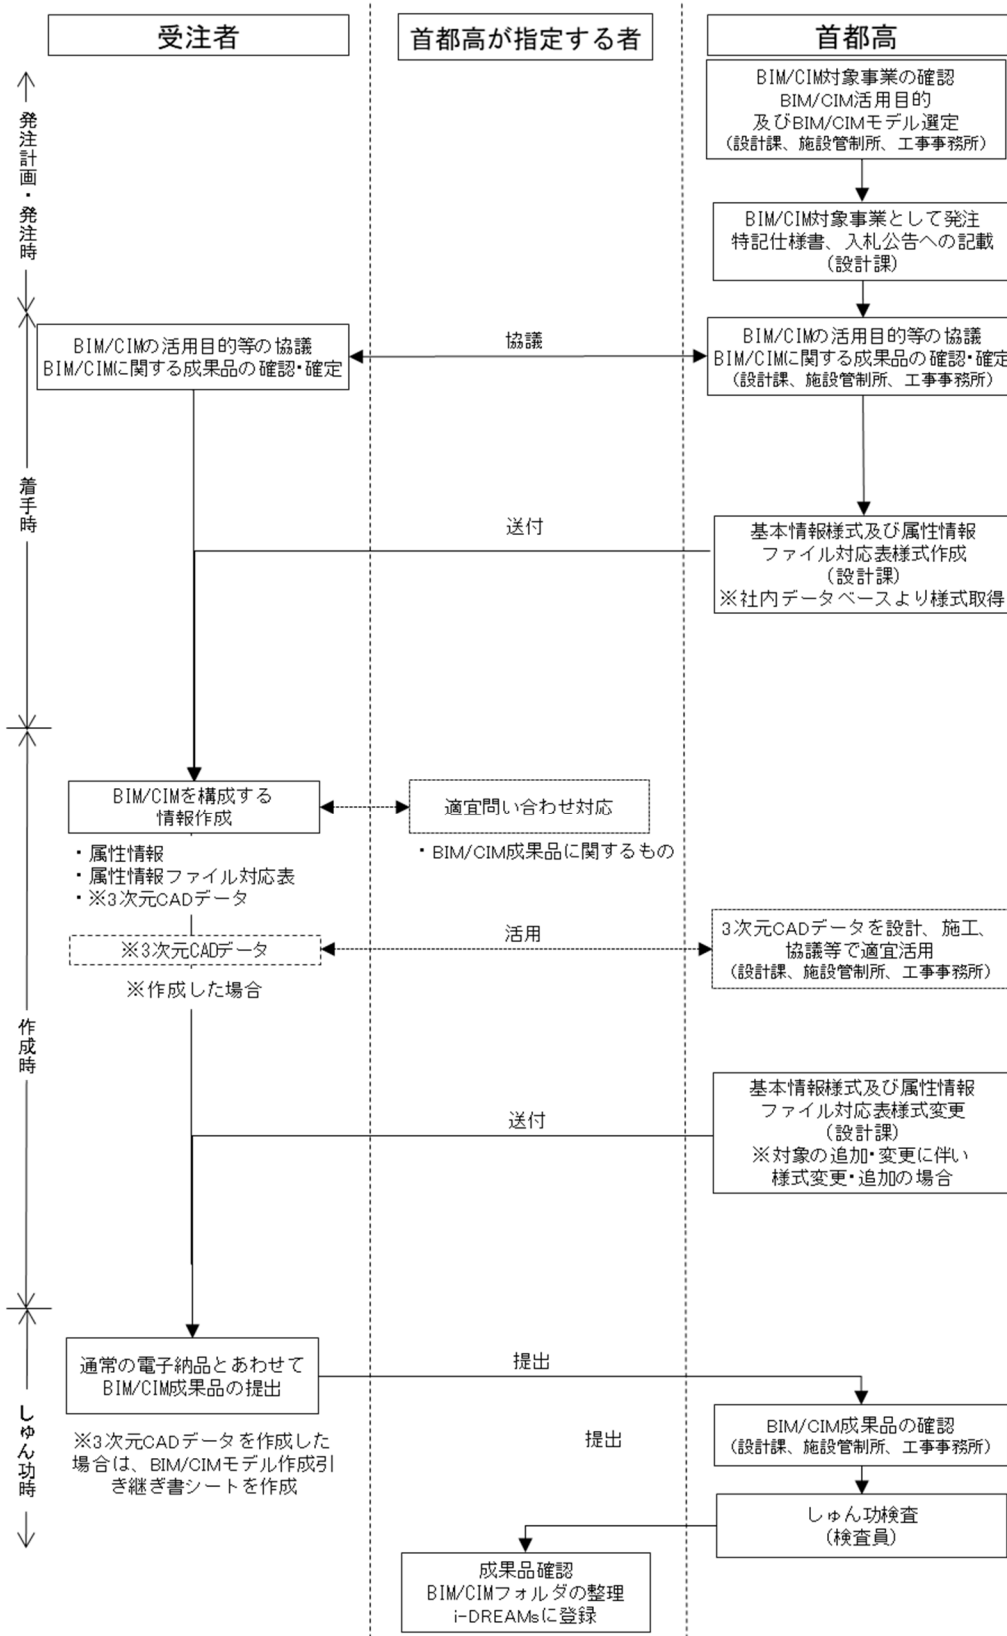 受注者
首都高が指定する者
首都高
発注計画・発注時
BIM/CIM対象事業の確認
BIM/CIM活用目的
及びBIM/CIMモデル選定
(設計課、施設管制所、工事事務所)
BIM/CIM対象事業として発注
特記仕様書、入札公告への記載
(設計課)
着手時
BIM/CIMの活用目的等の協議
BIM/CIMに関する成果品の確認・確定
協議
BIM/CIMの活用目的等の協議
BIM/CIMに関する成果品の確認・確定
(設計課、施設管制所、工事事務所)
送付
基本情報様式及び属性情報
ファイル対応表様式作成
(設計課)
※社内データベースより様式取得
作成時
BIM/CIMを構成する
情報作成
適宜問い合わせ対応
・BIM/CIM成果品に関するもの
・属性情報
・属性情報ファイル対応表
・※3次元CADデータ
※3次元CADデータ
活用
3次元CADデータを設計、施工、
協議等で適宜活用
(設計課、施設管制所、工事事務所)
※作成した場合
送付
基本情報様式及び属性情報
ファイル対応表様式変更
(設計課)
※対象の追加・変更に伴い
様式変更・追加の場合
しゅん功時
通常の電子納品とあわせて
BIM/CIM成果品の提出
提出
※3次元CADデータを作成した
場合は、BIM/CIMモデル作成引
き継ぎ書シートを作成
提出
BIM/CIM成果品の確認
(設計課、施設管制所、工事事務所)
しゅん功検査
(検査員)
成果品確認
BIM/CIMフォルダの整理
i-DREAMsに登録